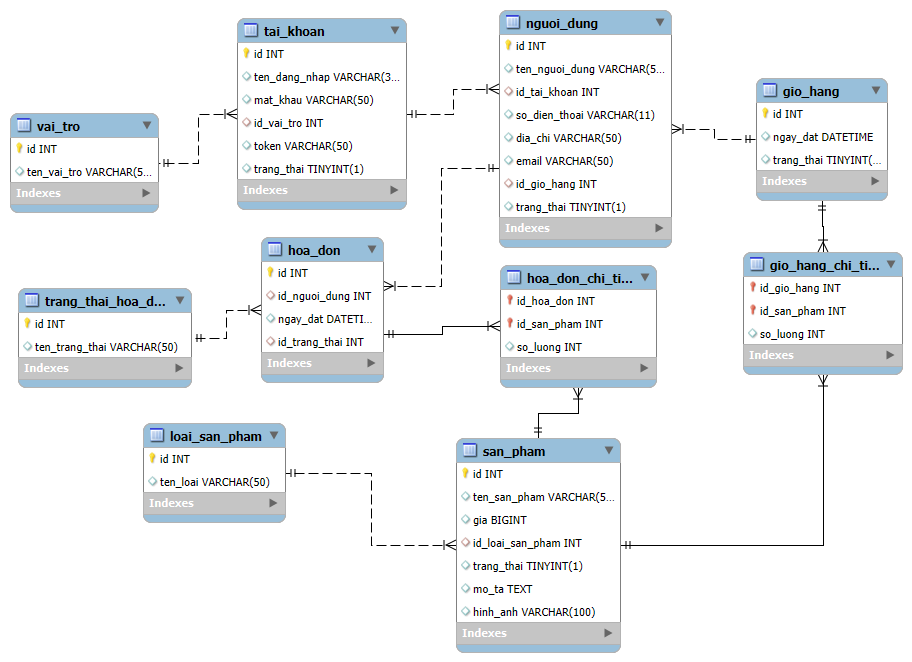 vai_tro
id INT
ten_vai_tro VARCHAR(5...
Indexes
tai_khoan
id INT
ten_dang_nhap VARCHAR(3...
mat_khau VARCHAR(50)
id_vai_tro INT
token VARCHAR(50)
trang_thai TINYINT(1)
Indexes
nguoi_dung
id INT
ten_nguoi_dung VARCHAR(5...
id_tai_khoan INT
so_dien_thoai VARCHAR(11)
dia_chi VARCHAR(50)
email VARCHAR(50)
id_gio_hang INT
trang_thai TINYINT(1)
Indexes
gio_hang
id INT
ngay_dat DATETIME
trang_thai TINYINT(...
Indexes
trang_thai_hoa_d...
id INT
ten_trang_thai VARCHAR(50)
Indexes
hoa_don
id INT
id_nguoi_dung INT
ngay_dat DATETI...
id_trang_thai INT
Indexes
hoa_don_chi_ti...
id_hoa_don INT
id_san_pham INT
so_luong INT
Indexes
gio_hang_chi_ti...
id_gio_hang INT
id_san_pham INT
so_luong INT
Indexes
loai_san_pham
id INT
ten_loai VARCHAR(50)
Indexes
san_pham
id INT
ten_san_pham VARCHAR(5...
gia BIGINT
id_loai_san_pham INT
trang_thai TINYINT(1)
mo_ta TEXT
hinh_anh VARCHAR(100)
Indexes